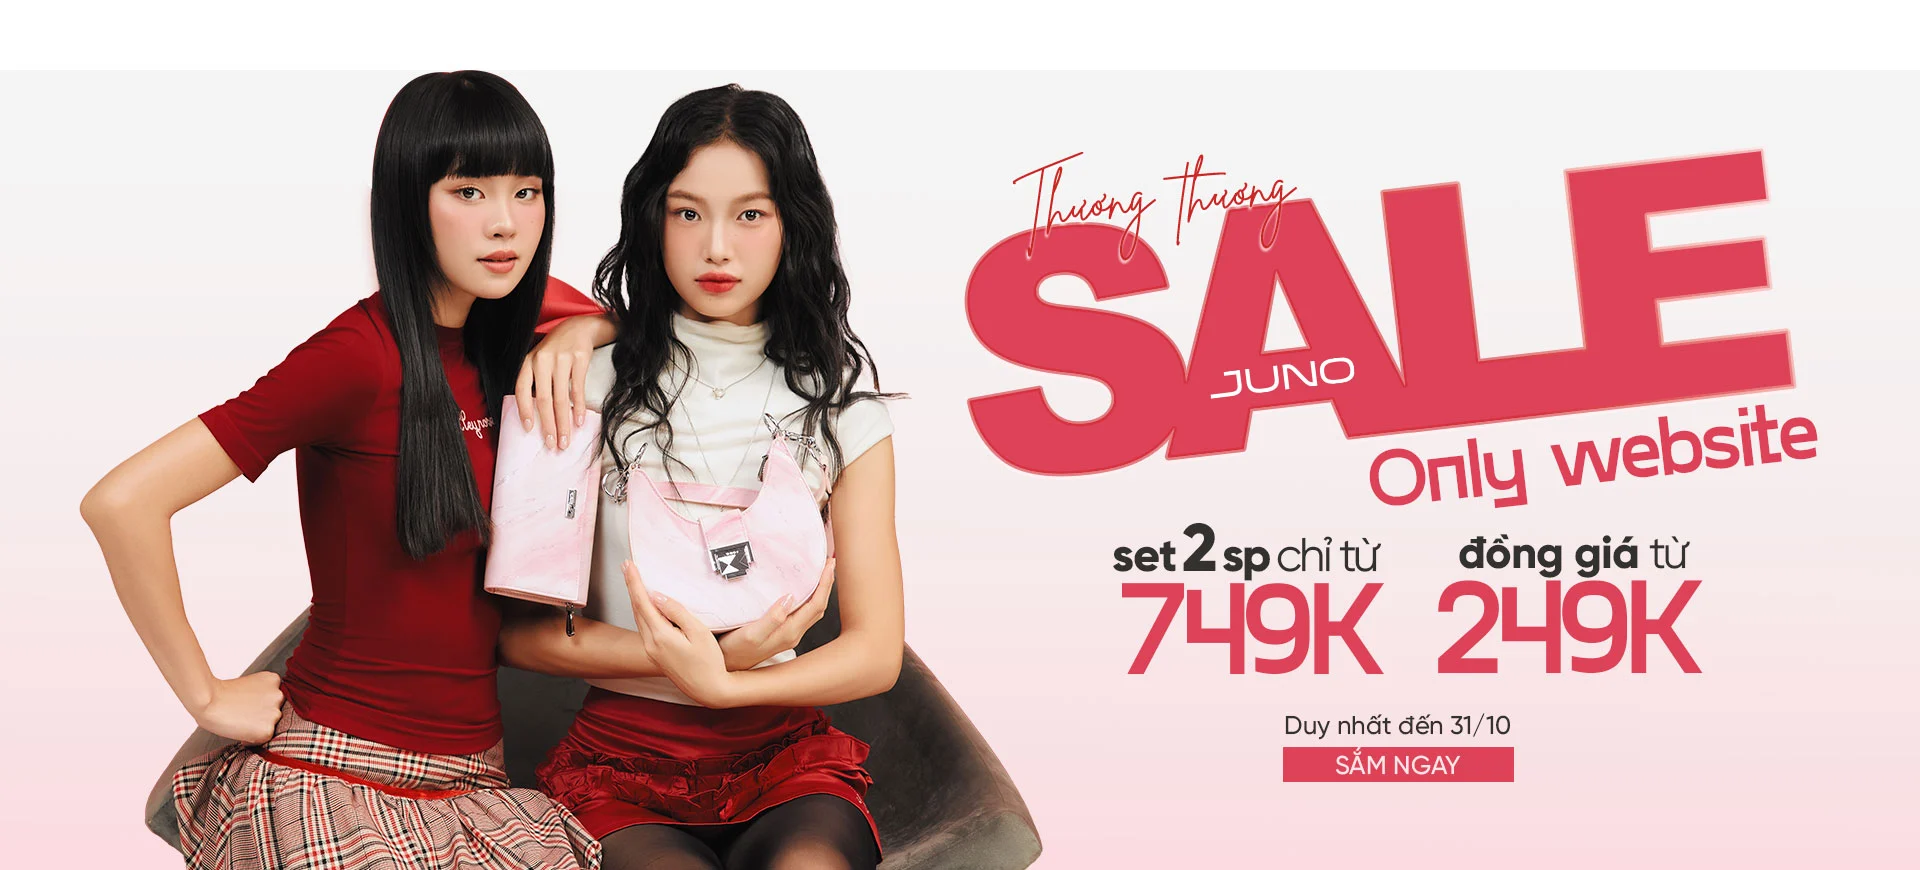 Thương thương
SALE
JUNO
Only website
set 2 sp chỉ từ
749K
đồng giá từ
249K
Duy nhất đến 31/10
SẮM NGAY